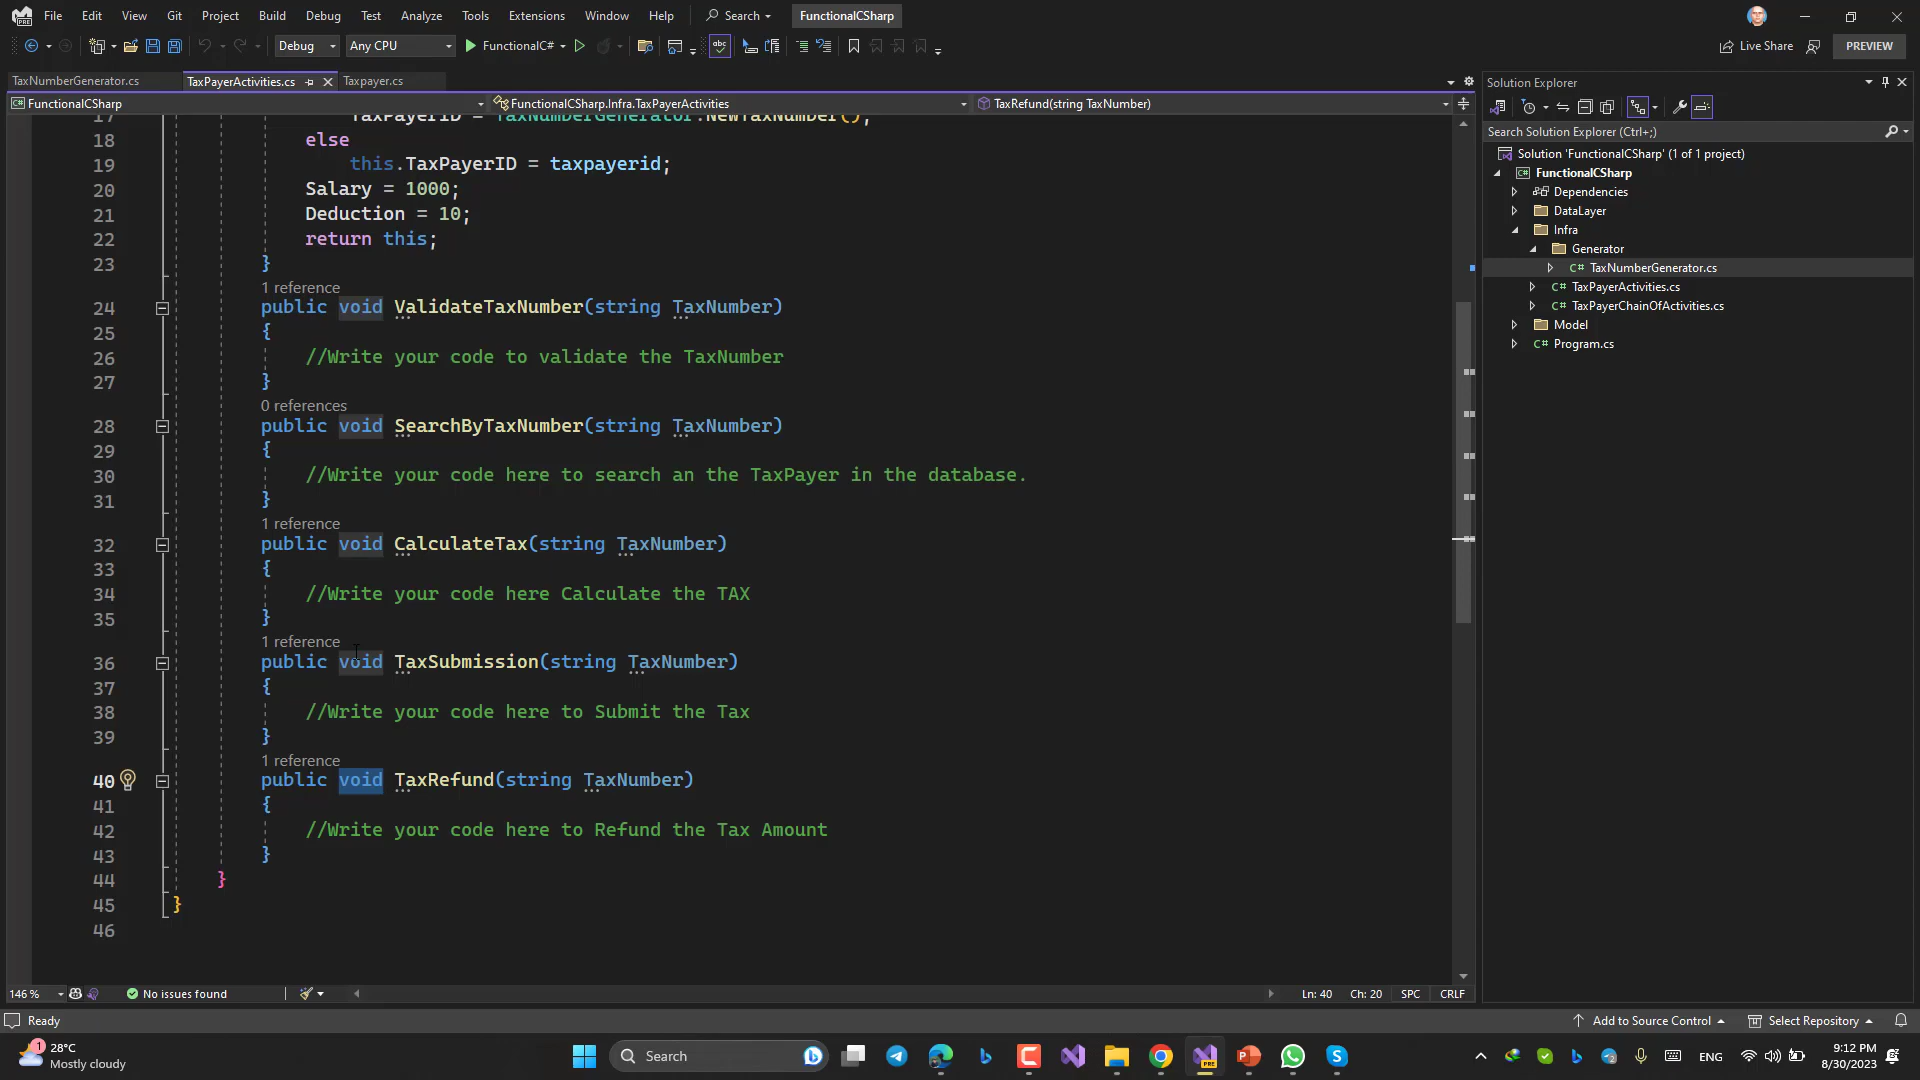 File Edit View Git Project Build Debug Test Analyze Tools Extensions Window Help Search FunctionalCSharp
Debug Any CPU FunctionalC# Live Share PREVIEW
TaxNumberGenerator.cs TaxPayerActivities.cs Taxpayer.cs
FunctionalCSharp FunctionalCSharp.Infra.TaxPayerActivities TaxRefund(string TaxNumber)
17 TaxPayerID = TaxNumberGenerator.NewTaxNumber();
18 else
19 this.TaxPayerID = taxpayerid;
20 Salary = 1000;
21 Deduction = 10;
22 return this;
23 }
1 reference
24 public void ValidateTaxNumber(string TaxNumber)
25 {
26 //Write your code to validate the TaxNumber
27 }
0 references
28 public void SearchByTaxNumber(string TaxNumber)
29 {
30 //Write your code here to search an the TaxPayer in the database.
31 }
1 reference
32 public void CalculateTax(string TaxNumber)
33 {
34 //Write your code here Calculate the TAX
35 }
1 reference
36 public void TaxSubmission(string TaxNumber)
37 {
38 //Write your code here to Submit the Tax
39 }
1 reference
40 public void TaxRefund(string TaxNumber)
41 {
42 //Write your code here to Refund the Tax Amount
43 }
44 }
45 }
46
146 % No issues found Ln: 40 Ch: 20 SPC CRLF
Solution Explorer
Search Solution Explorer (Ctrl+;)
Solution 'FunctionalCSharp' (1 of 1 project)
FunctionalCSharp
Dependencies
DataLayer
Infra
Generator
C# TaxNumberGenerator.cs
C# TaxPayerActivities.cs
C# TaxPayerChainOfActivities.cs
Model
C# Program.cs
Ready Add to Source Control Select Repository
28°C
Mostly cloudy
Search
ENG
9:12 PM
8/30/2023